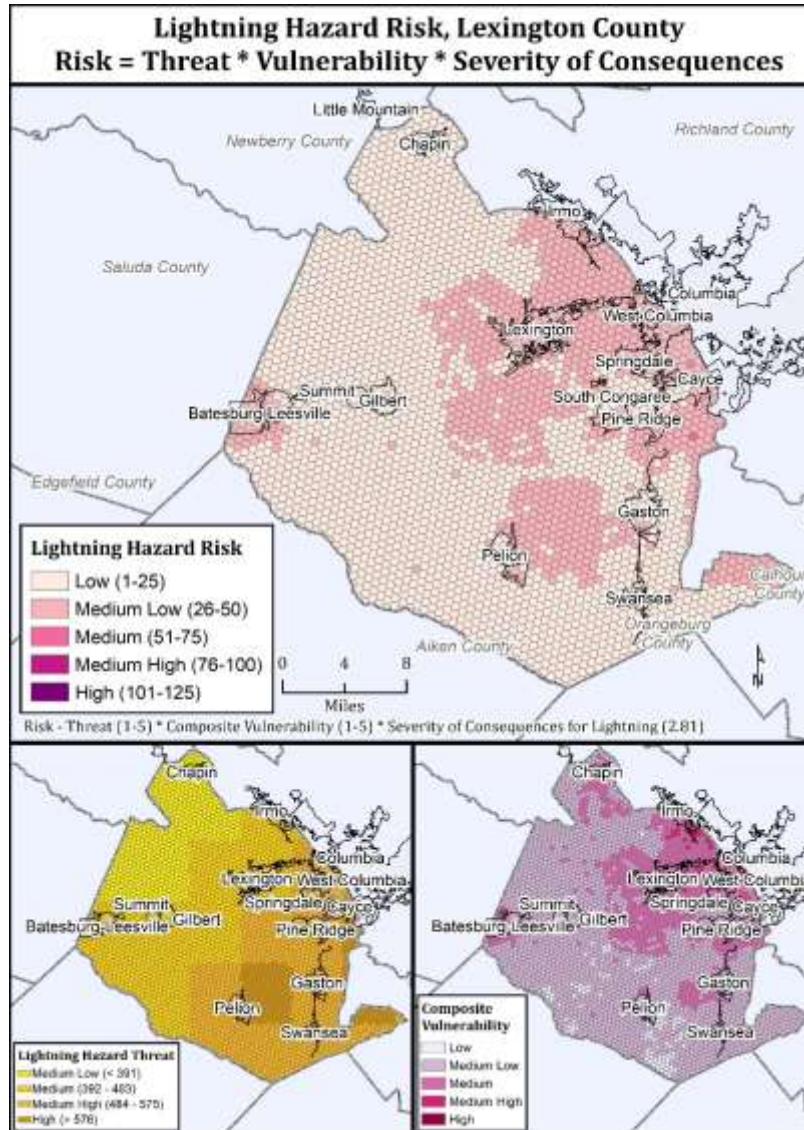 Lightning Hazard Risk, Lexington County
Risk = Threat * Vulnerability * Severity of Consequences
Little Mountain
Newberry County
Richland County
Chapin
Irmo
Saluda County
Columbia
West Columbia
Lexington
Springdale
Cayce
Summit
Gilbert
South Congaree
Batesburg Leesville
Pine Ridge
Edgefield County
Gaston
Lightning Hazard Risk
Pelion
Low (1-25)
Calhoun
County
Medium Low (26-50)
Swansea
Medium (51-75)
Orangeburg
County
Aiken County
Medium High (76-100)
0 4 8
N
High (101-125)
Miles
Risk - Threat (1-5) * Composite Vulnerability (1-5) * Severity of Consequences for Lightning (2.81)
Chapin
Irmo
Columbia
Lexington
West Columbia
Summit
Springdale
Cayce
Batesburg Leesville
Gilbert
Pine Ridge
Gaston
Pelion
Swansea
Lightning Hazard Threat
Medium Low (< 391)
Medium (392 - 483)
Medium High (484 - 575)
High (> 576)
Chapin
Irmo
Columbia
Lexington
West Columbia
Summit
Springdale
Cayce
Batesburg Leesville
Gilbert
Pine Ridge
Gaston
Pelion
Swansea
Composite
Vulnerability
Low
Medium Low
Medium
Medium High
High